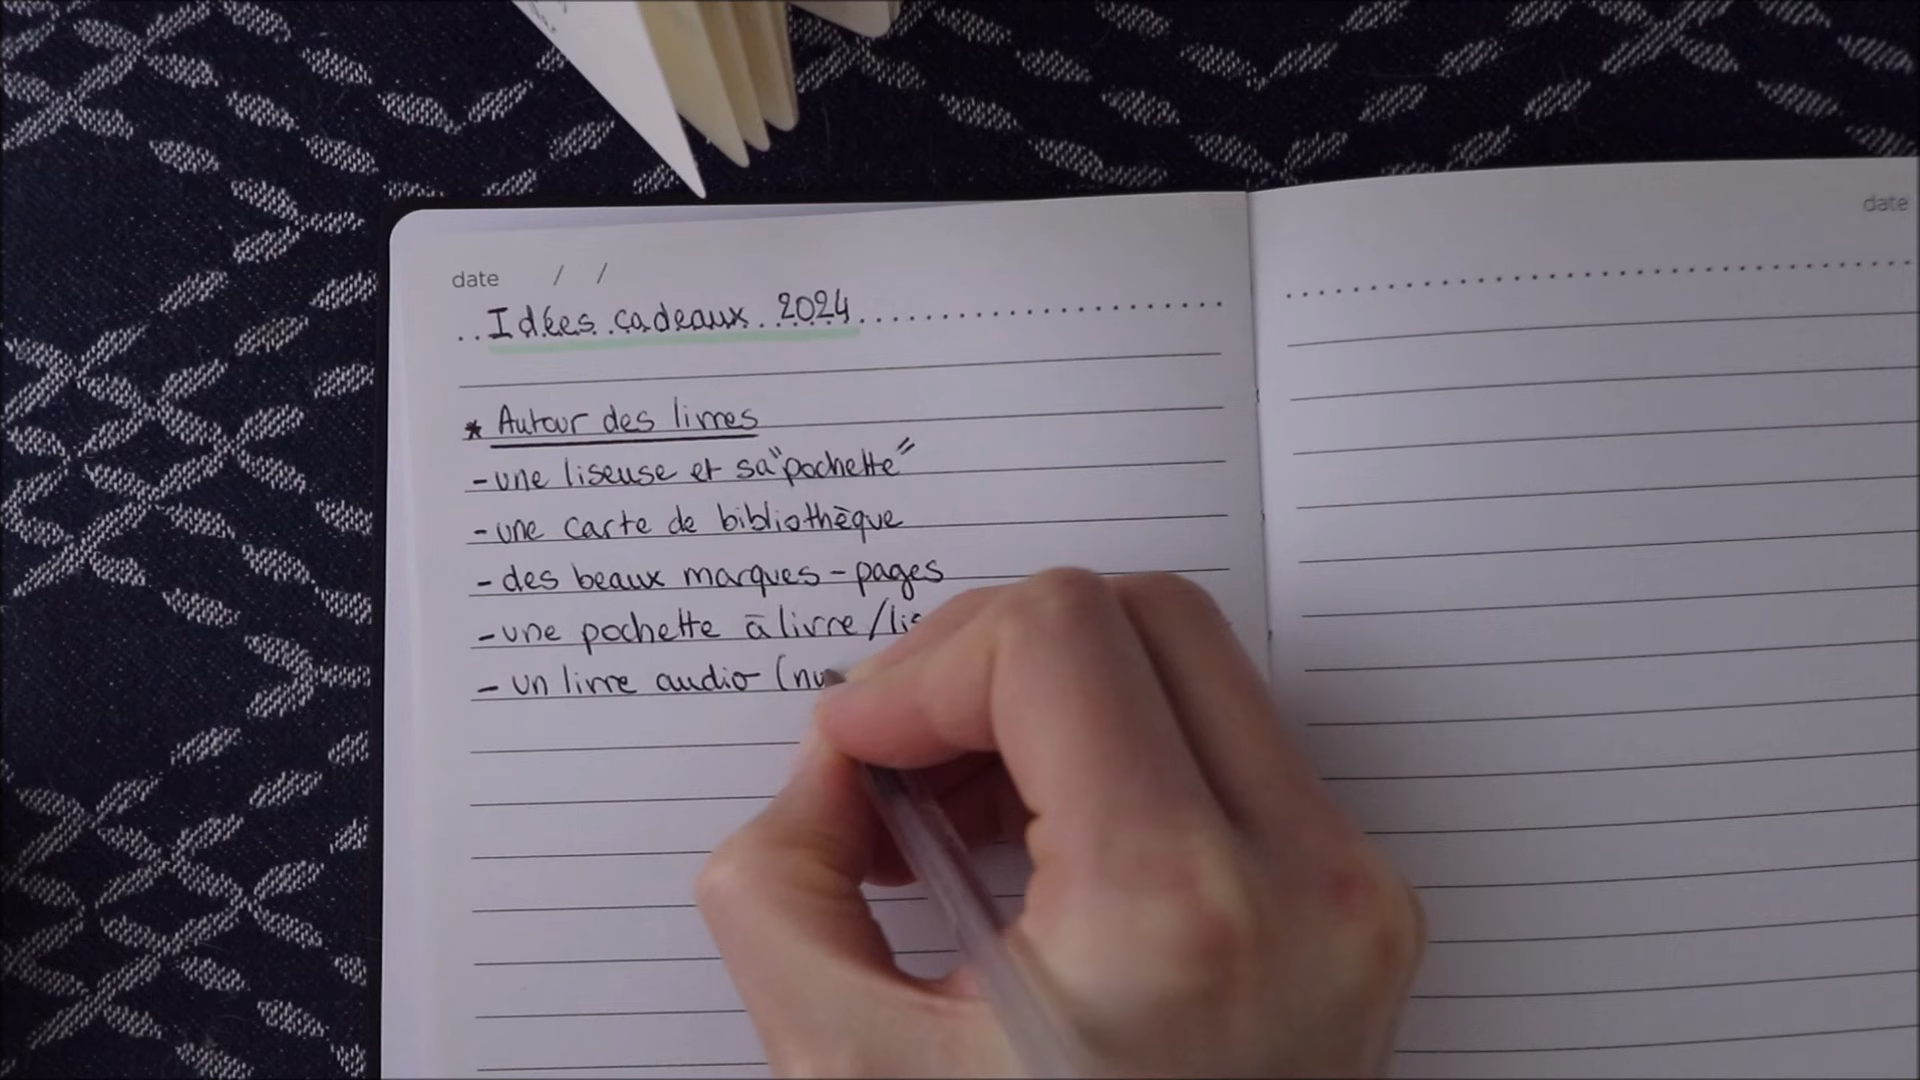 date / /
Idées cadeaux 2024
* Autour des livres
- une liseuse et sa "pochette"
- une carte de bibliothèque
- des beaux marques-pages
- une pochette à livre/
- un livre audio (
date